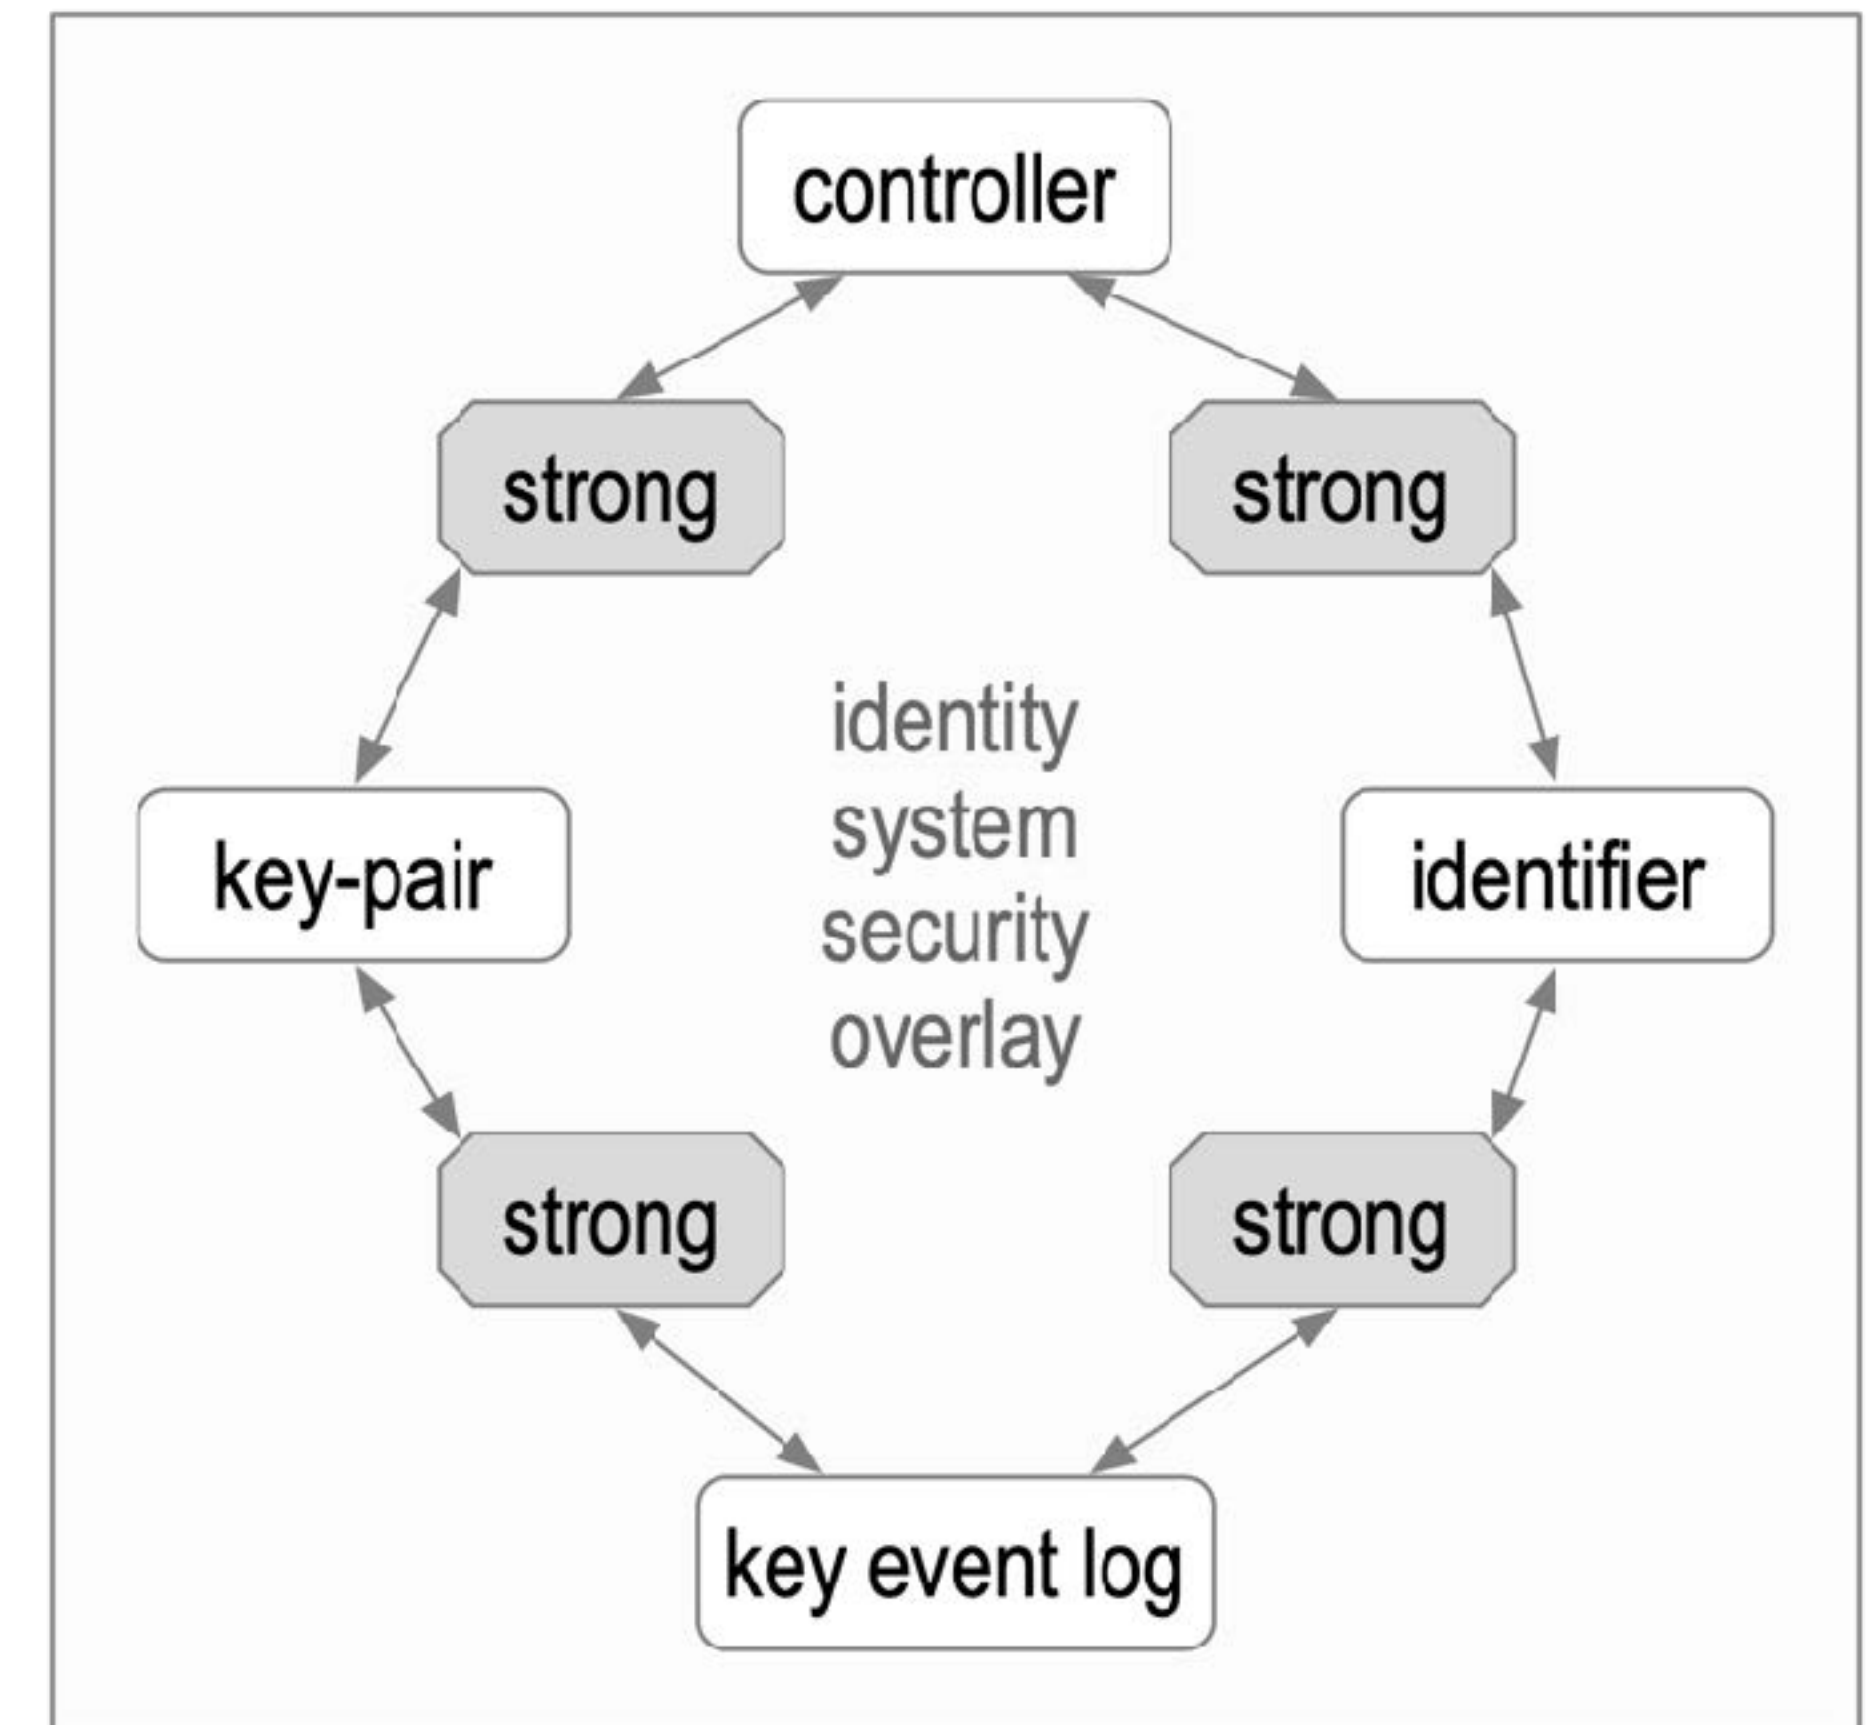 controller
strong
strong
identity
system
security
overlay
key-pair
identifier
strong
strong
key event log